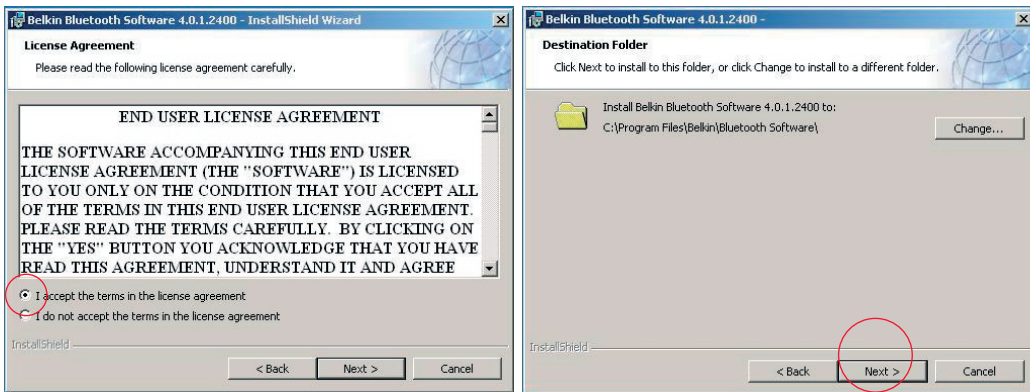 Belkin Bluetooth Software 4.0.1.2400 - InstallShield Wizard
License Agreement
Please read the following license agreement carefully.
END USER LICENSE AGREEMENT
THE SOFTWARE ACCOMPANYING THIS END USER
LICENSE AGREEMENT (THE "SOFTWARE") IS LICENSED
TO YOU ONLY ON THE CONDITION THAT YOU ACCEPT ALL
OF THE TERMS IN THIS END USER LICENSE AGREEMENT.
PLEASE READ THE TERMS CAREFULLY. BY CLICKING ON
THE "YES" BUTTON YOU ACKNOWLEDGE THAT YOU HAVE
READ THIS AGREEMENT, UNDERSTAND IT AND AGREE
I accept the terms in the license agreement
I do not accept the terms in the license agreement
InstallShield
< Back Next > Cancel
Belkin Bluetooth Software 4.0.1.2400 -
Destination Folder
Click Next to install to this folder, or click Change to install to a different folder.
Install Belkin Bluetooth Software 4.0.1.2400 to:
C:\Program Files\Belkin\Bluetooth Software\
Change...
InstallShield
< Back Next > Cancel